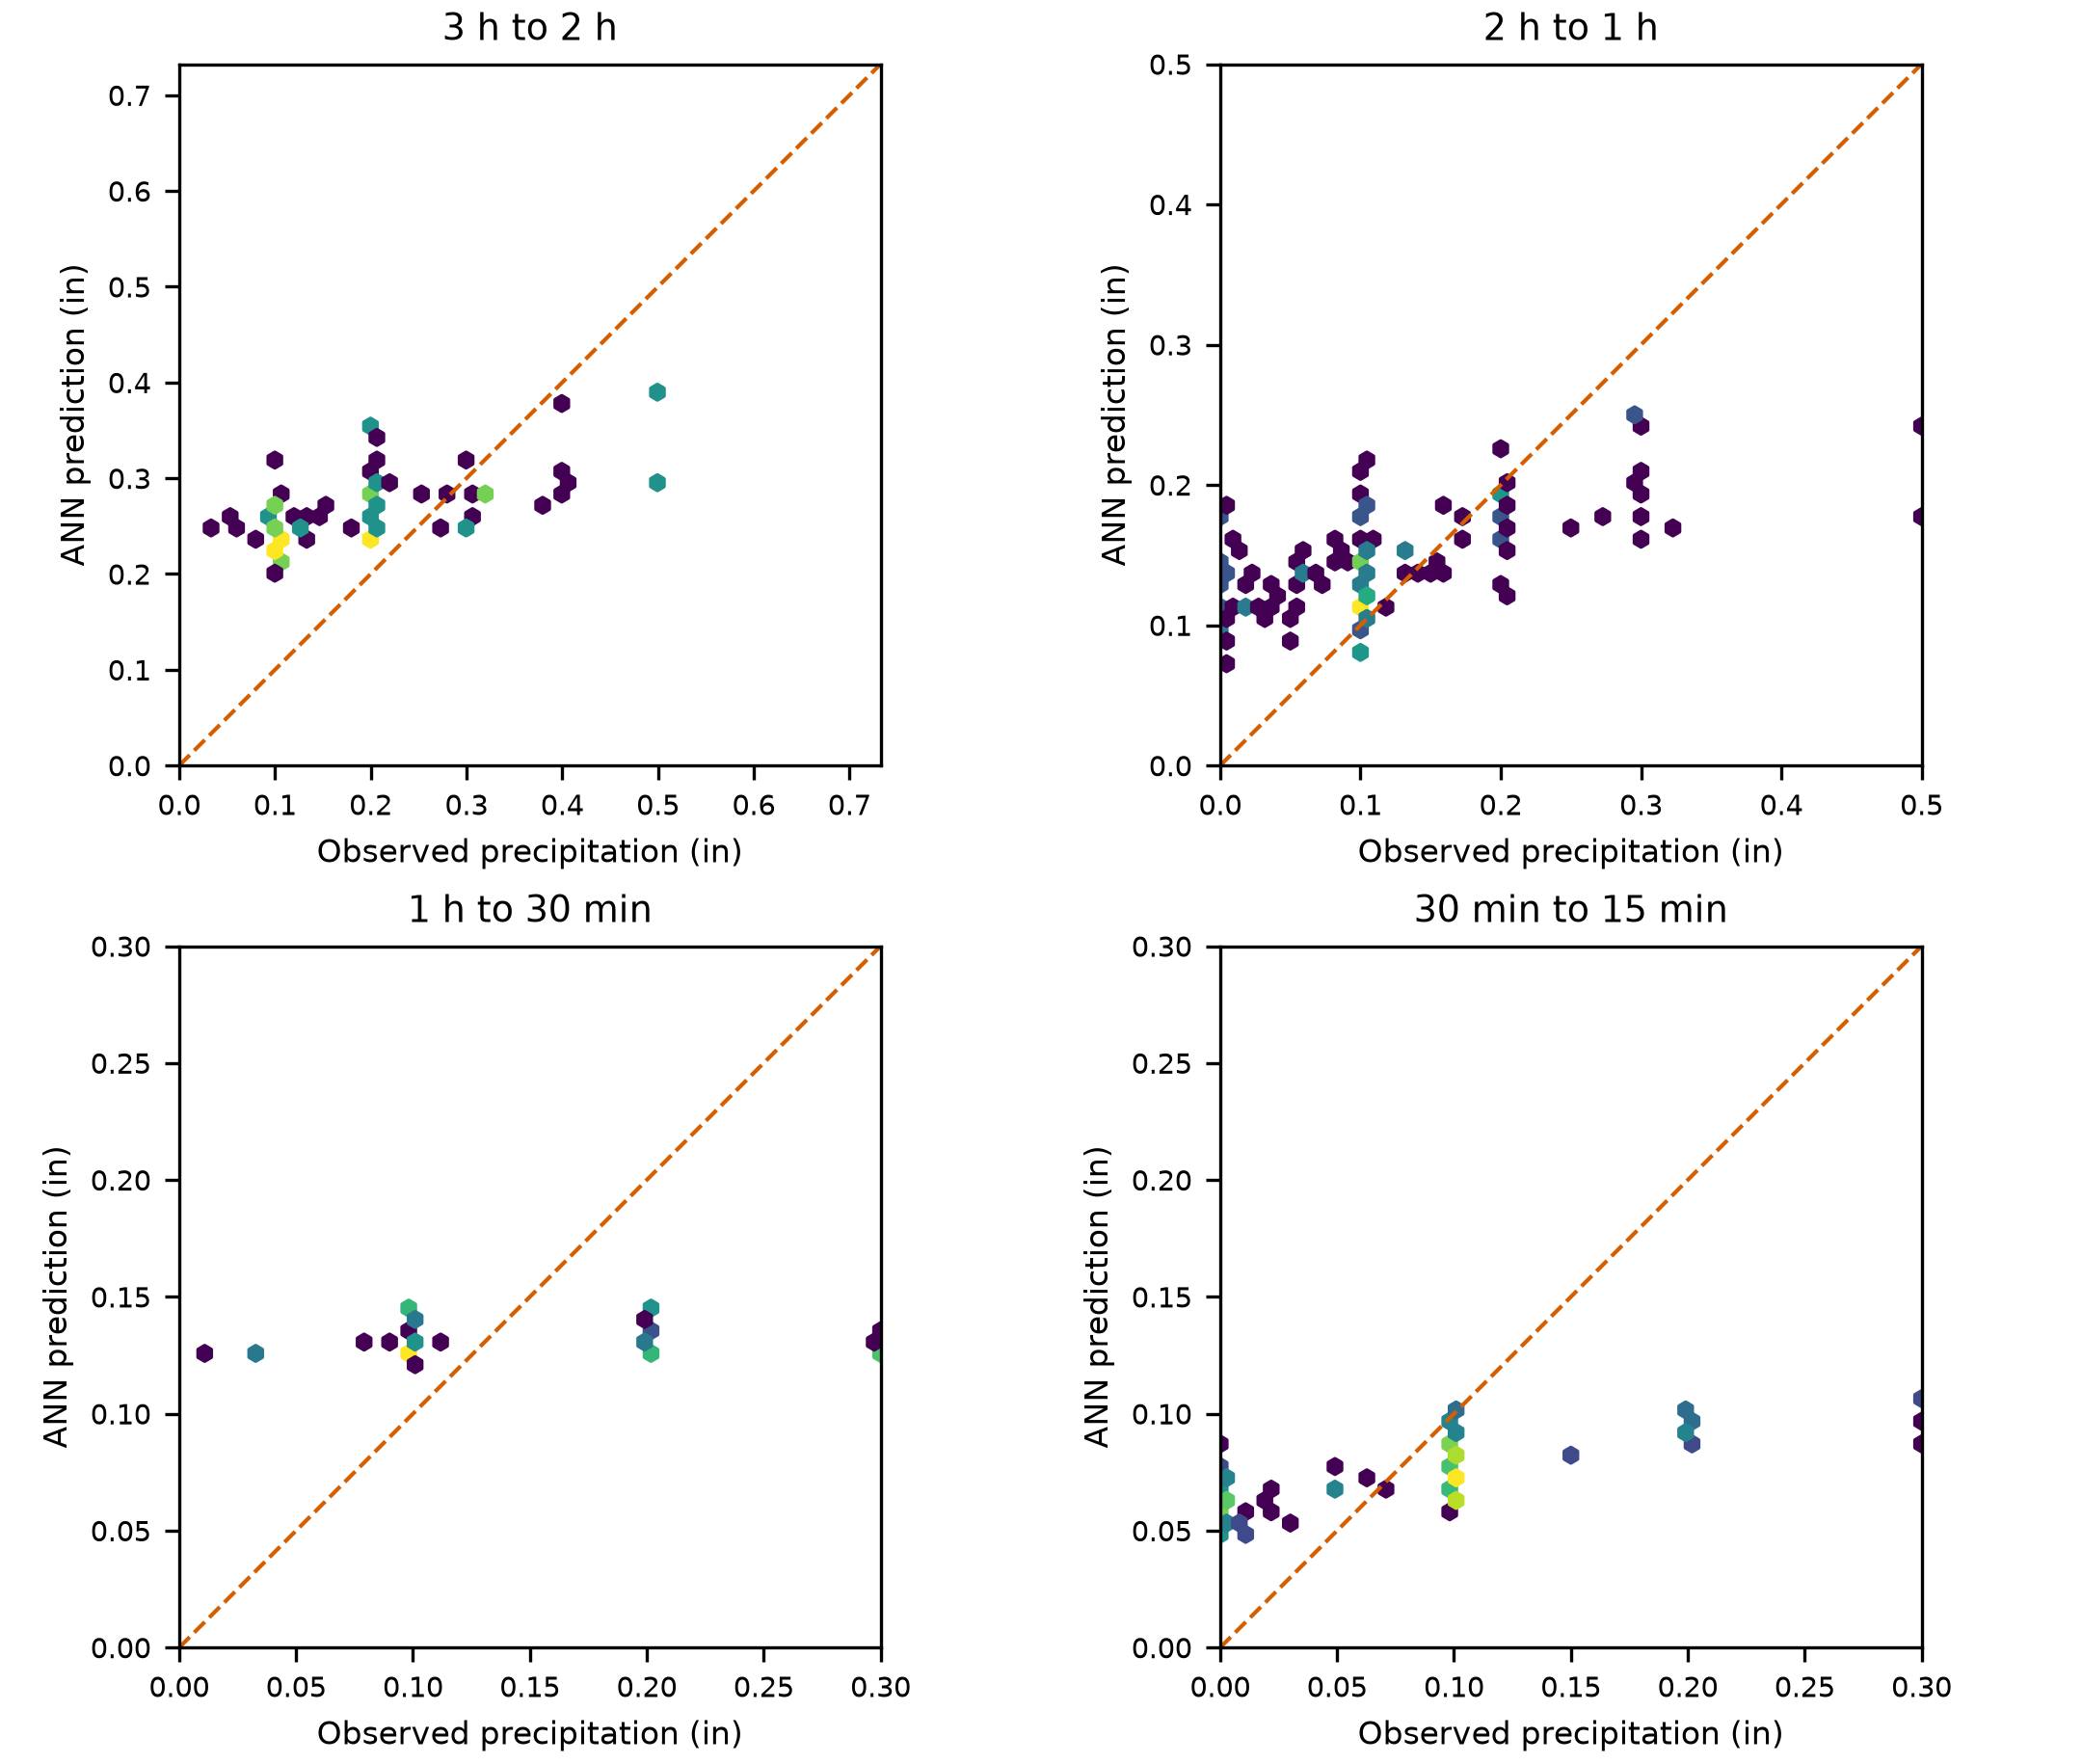 3 h to 2 h
0.7
0.6
0.5
0.4
0.3
0.2
0.1
0.0
ANN prediction (in)
0.0 0.1 0.2 0.3 0.4 0.5 0.6 0.7
Observed precipitation (in)
2 h to 1 h
0.5
0.4
0.3
0.2
0.1
0.0
ANN prediction (in)
0.0 0.1 0.2 0.3 0.4 0.5
Observed precipitation (in)
1 h to 30 min
0.30
0.25
0.20
0.15
0.10
0.05
0.00
ANN prediction (in)
0.00 0.05 0.10 0.15 0.20 0.25 0.30
Observed precipitation (in)
30 min to 15 min
0.30
0.25
0.20
0.15
0.10
0.05
0.00
ANN prediction (in)
0.00 0.05 0.10 0.15 0.20 0.25 0.30
Observed precipitation (in)